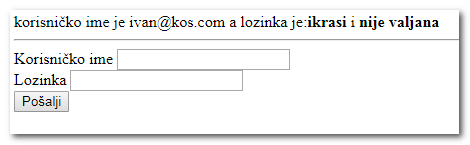 korisničko ime je ivan@kos.com a lozinka je:ikrasi i nije valjana
Korisničko ime
Lozinka
Pošalji